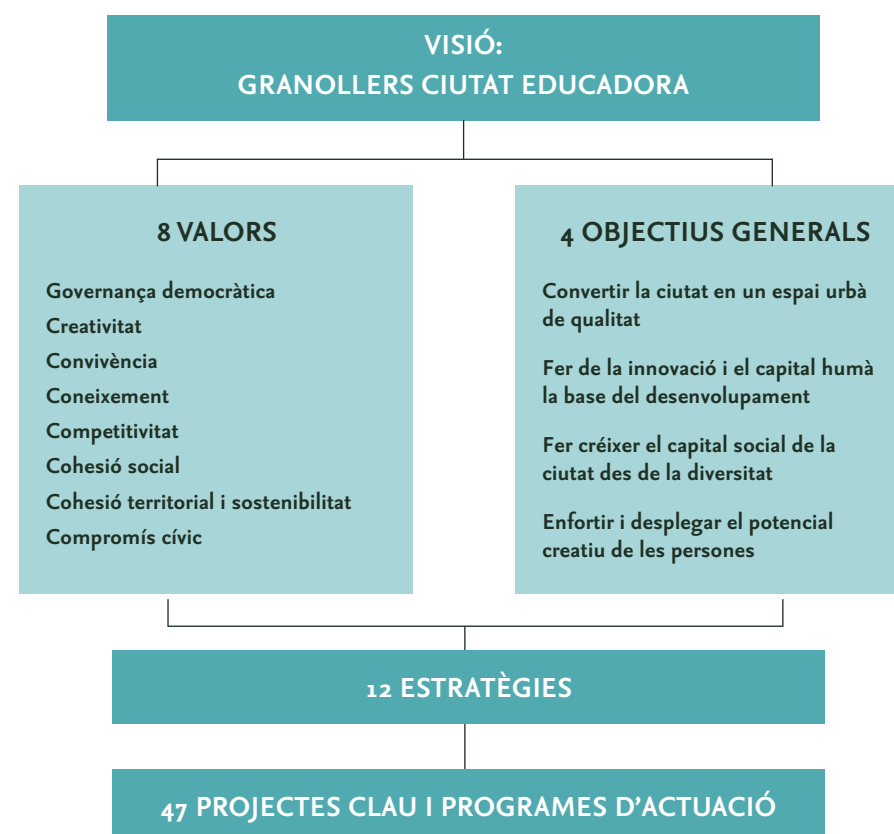 VISIÓ:
GRANOLLERS CIUTAT EDUCADORA
8 VALORS
Governança democràtica
Creativitat
Convivència
Coneixement
Competitivitat
Cohesió social
Cohesió territorial i sostenibilitat
Compromís cívic
4 OBJECTIUS GENERALS
Convertir la ciutat en un espai urbà
de qualitat
Fer de la innovació i el capital humà
la base del desenvolupament
Fer créixer el capital social de la
ciutat des de la diversitat
Enfortir i desplegar el potencial
creatiu de les persones
12 ESTRATÈGIES
47 PROJECTES CLAU I PROGRAMES D'ACTUACIÓ